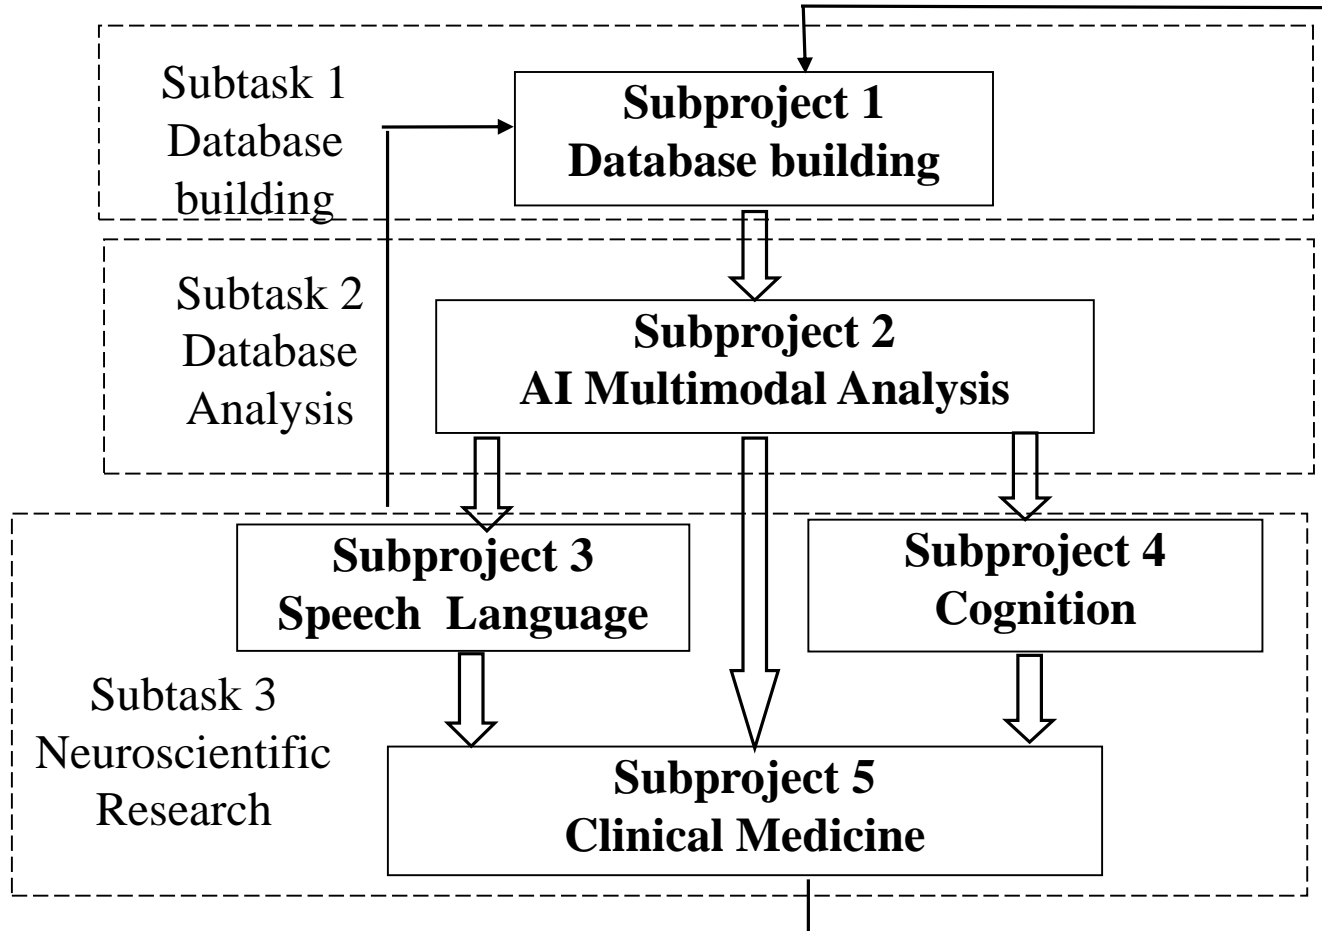 Subtask 1
Database
building
Subproject 1
Database building
Subtask 2
Database
Analysis
Subproject 2
AI Multimodal Analysis
Subproject 3
Speech Language
Subproject 4
Cognition
Subtask 3
Neuroscientific
Research
Subproject 5
Clinical Medicine